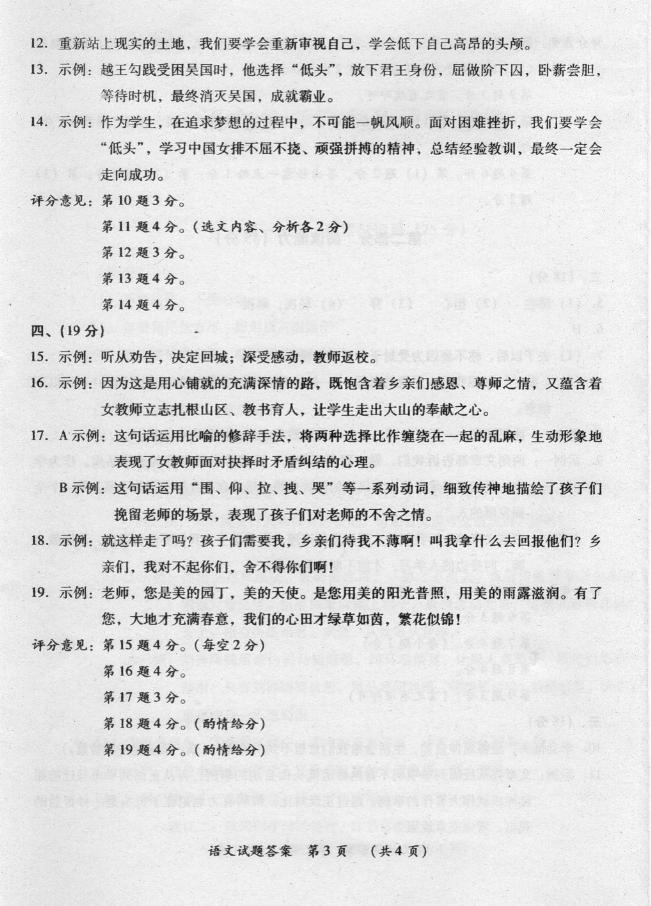 12. 重新站上现实的土地，我们要学会重新审视自己，学会低下自己高昂的头颅。
13. 示例：越王勾践受困吴国时，他选择“低头”，放下君王身份，屈做阶下囚，卧薪尝胆，
等待时机，最终消灭吴国，成就霸业。
14. 示例：作为学生，在追求梦想的过程中，不可能一帆风顺。面对困难挫折，我们要学会
“低头”，学习中国女排不屈不挠、顽强拼搏的精神，总结经验教训，最终一定会
走向成功。
评分意见：第10题3分。
第11题4分。（选文内容、分析各2分）
第12题3分。
第13题4分。
第14题4分。
四、（19分）
15. 示例：听从劝告，决定回城；深受感动，教师返校。
16. 示例：因为这是用心铺就的充满深情的路，既饱含着乡亲们感恩、尊师之情，又蕴含着
女教师立志扎根山区、教书育人，让学生走出大山的奉献之心。
17. A示例：这句话运用比喻的修辞手法，将两种选择比作缠绕在一起的乱麻，生动形象地
表现了女教师面对抉择时矛盾纠结的心理。
B示例：这句话运用“围、仰、拉、拽、哭”等一系列动词，细致传神地描绘了孩子们
挽留老师的场景，表现了孩子们对老师的不舍之情。
18. 示例：就这样走了吗？孩子们需要我，乡亲们待我不薄啊！叫我拿什么去回报他们？乡
亲们，我对不起你们，舍不得你们啊！
19. 示例：老师，您是美的园丁，美的天使。是您用美的阳光普照，用美的雨露滋润。有了
您，大地才充满春意，我们的心田才绿草如茵，繁花似锦！
评分意见：第15题4分。（每空2分）
第16题4分。
第17题3分。
第18题4分。（酌情给分）
第19题4分。（酌情给分）
语文试题答案 第3页 （共4页）